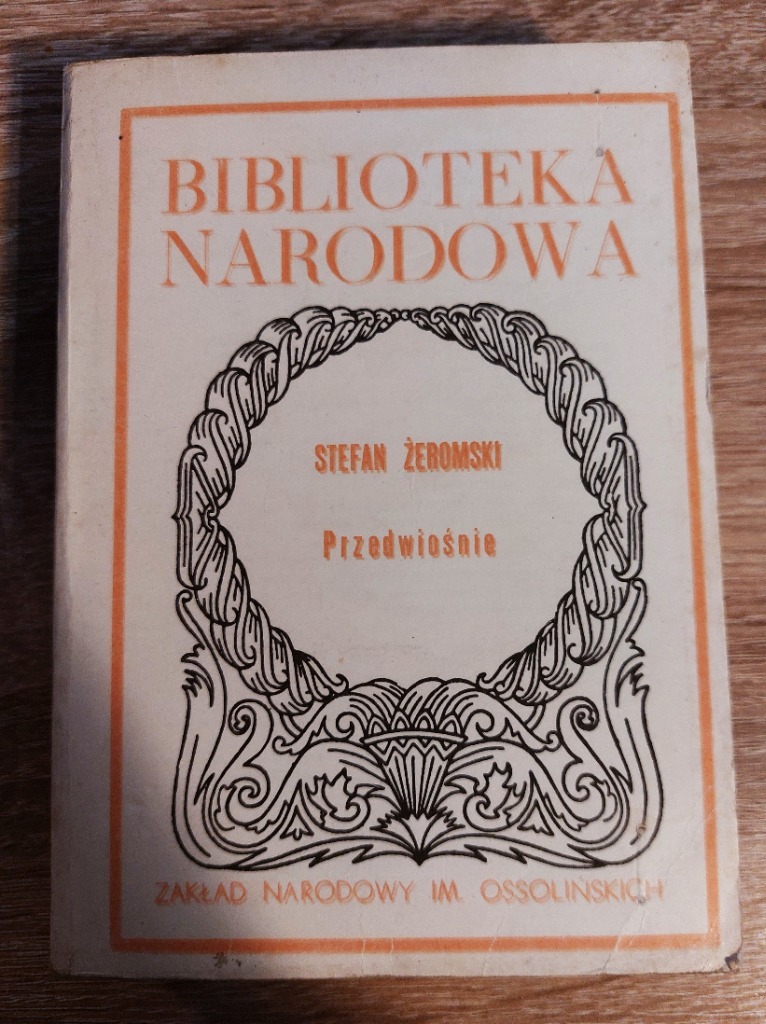 BIBLIOTEKA
NARODOWA
STEFAN ŻEROMSKI
Przedwiośnie
ZAKŁAD NARODOWY IM. OSSOLIŃSKICH